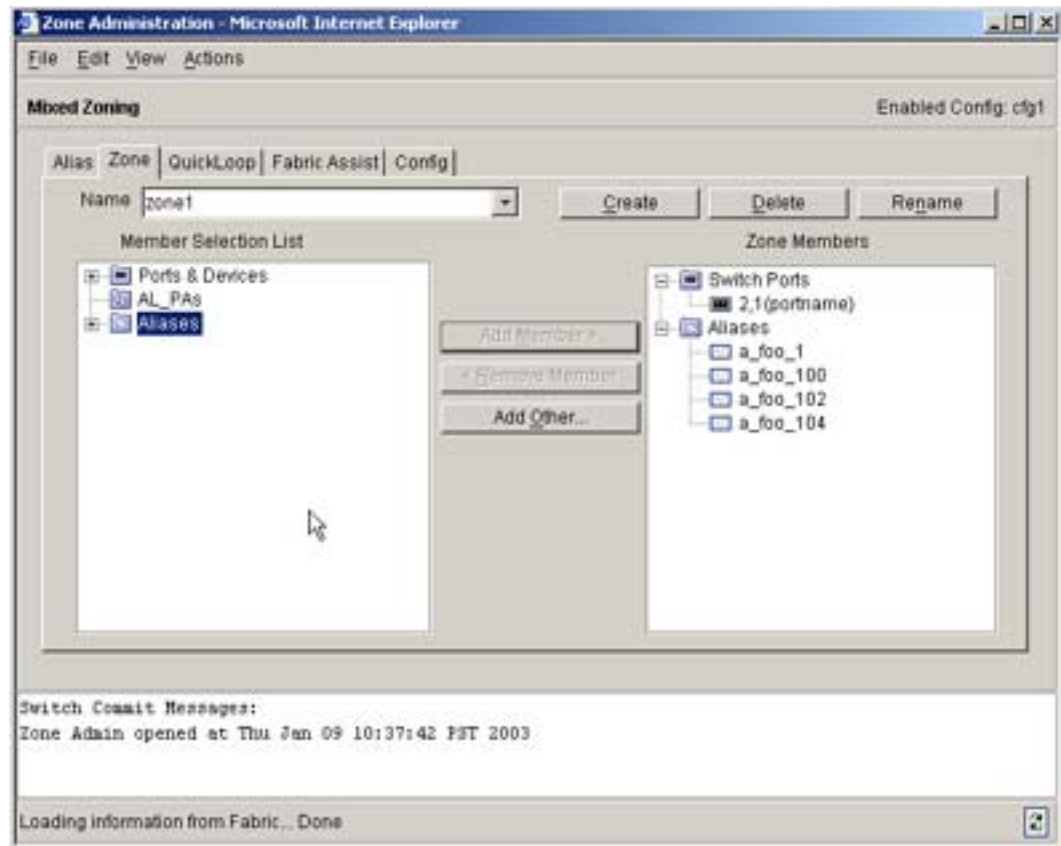 Zone Administration - Microsoft Internet Explorer
File Edit View Actions
Mixed Zoning
Enabled Config: cfg1
Alias Zone QuickLoop Fabric Assist Config
Name zone1
Create Delete Rename
Member Selection List
Ports & Devices
AL_PAs
Aliases
Add Member >
< Remove Member
Add Other...
Zone Members
Switch Ports
2,1(portname)
Aliases
a_foo_1
a_foo_100
a_foo_102
a_foo_104
Switch Commit Messages:
Zone Admin opened at Thu Jan 09 10:37:42 PST 2003
Loading information from Fabric... Done